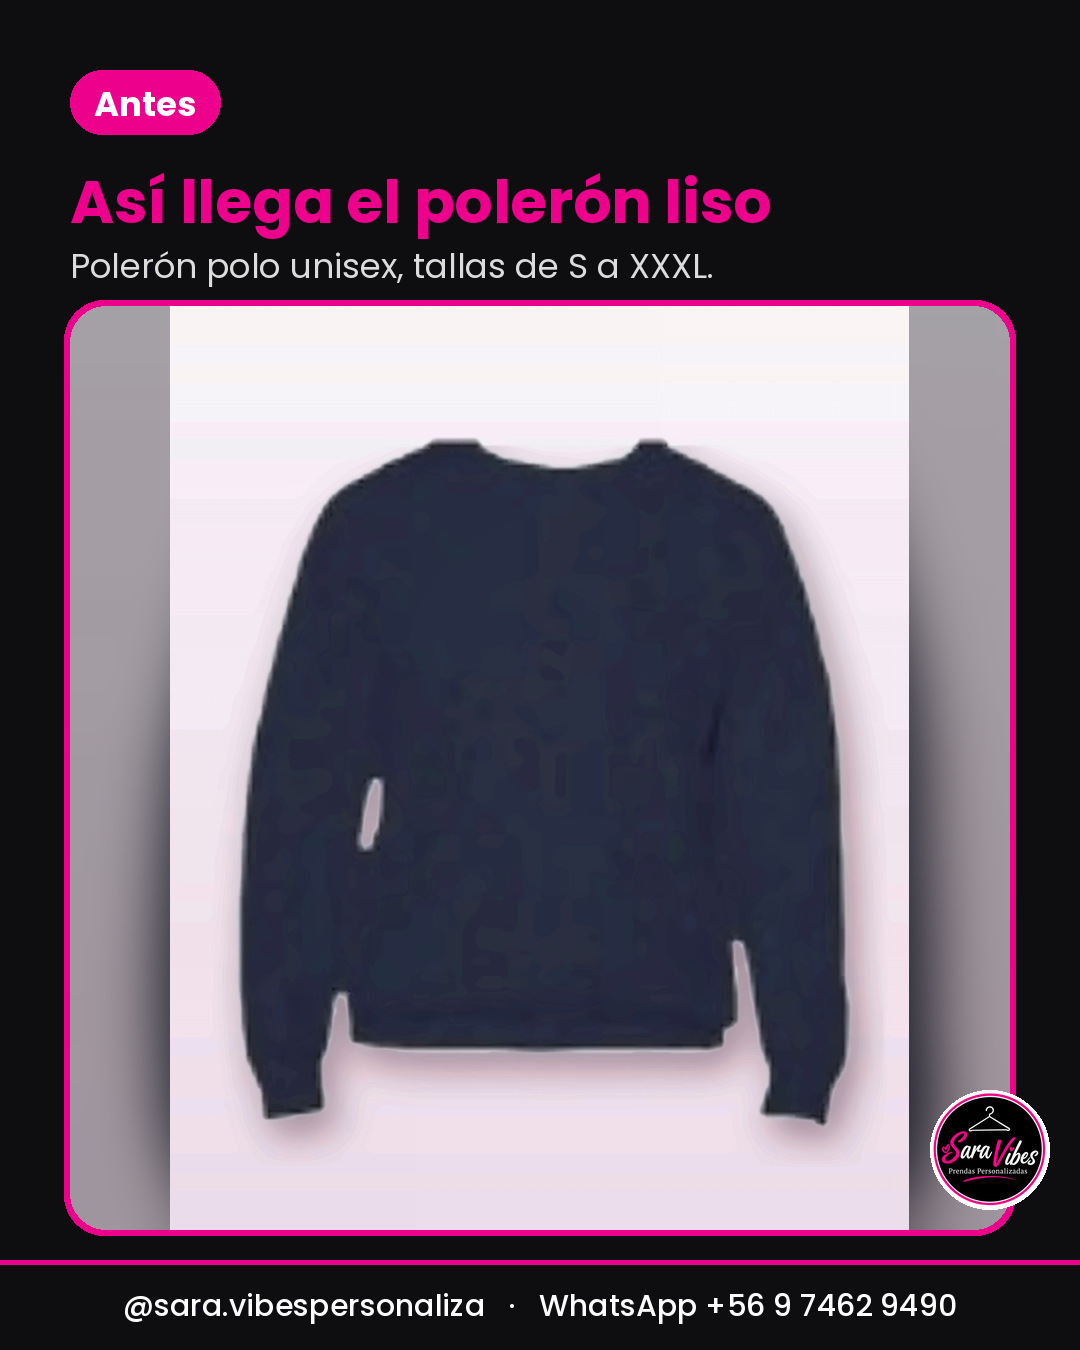 Antes
Así llega el polerón liso
Polerón polo unisex, tallas de S a XXXL.
Sara Vibes
Prendas Personalizadas
@sara.vibespersonaliza · WhatsApp +56 9 7462 9490